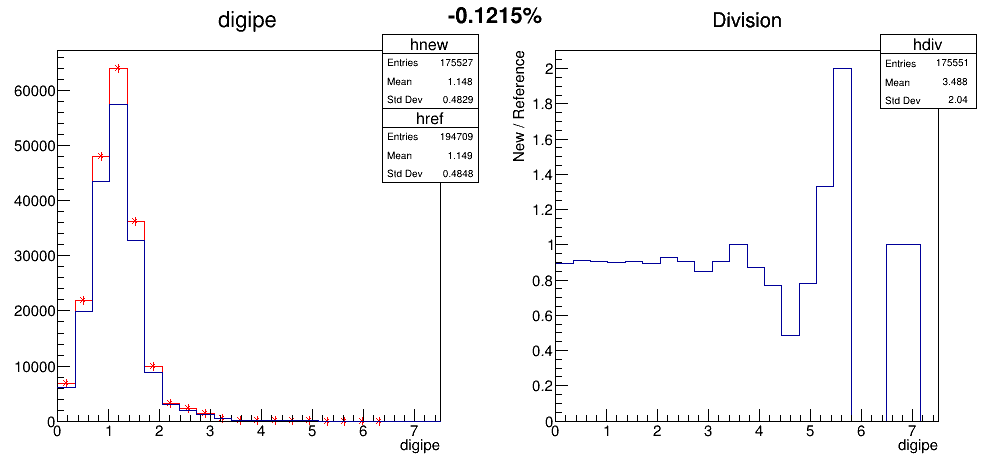 -0.1215%
digipe
hnew
Entries 175527
Mean 1.148
Std Dev 0.4829
href
Entries 194709
Mean 1.149
Std Dev 0.4848
60000
50000
40000
30000
20000
10000
0
0 1 2 3 4 5 6 7
digipe
Division
hdiv
Entries 175551
Mean 3.488
Std Dev 2.04
New / Reference
2
1.8
1.6
1.4
1.2
1
0.8
0.6
0.4
0.2
0
0 1 2 3 4 5 6 7
digipe